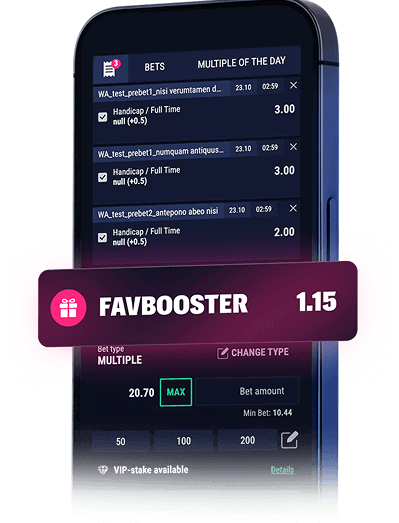 3
BETS
MULTIPLE OF THE DAY
WA_test_prebet1_nisi verumtamen d... 23.10 02:59
Handicap / Full Time 3.00
null (+0.5)
WA_test_prebet1_numquam antiquus... 23.10 02:59
Handicap / Full Time 3.00
null (+0.5)
WA_test_prebet2_antepono abeo nisi 23.10 02:59
Handicap / Full Time 2.00
null (+0.5)
FAVBOOSTER 1.15
Bet type
MULTIPLE
CHANGE TYPE
20.70 MAX Bet amount
Min Bet: 10.44
50 100 200
VIP-stake available Details